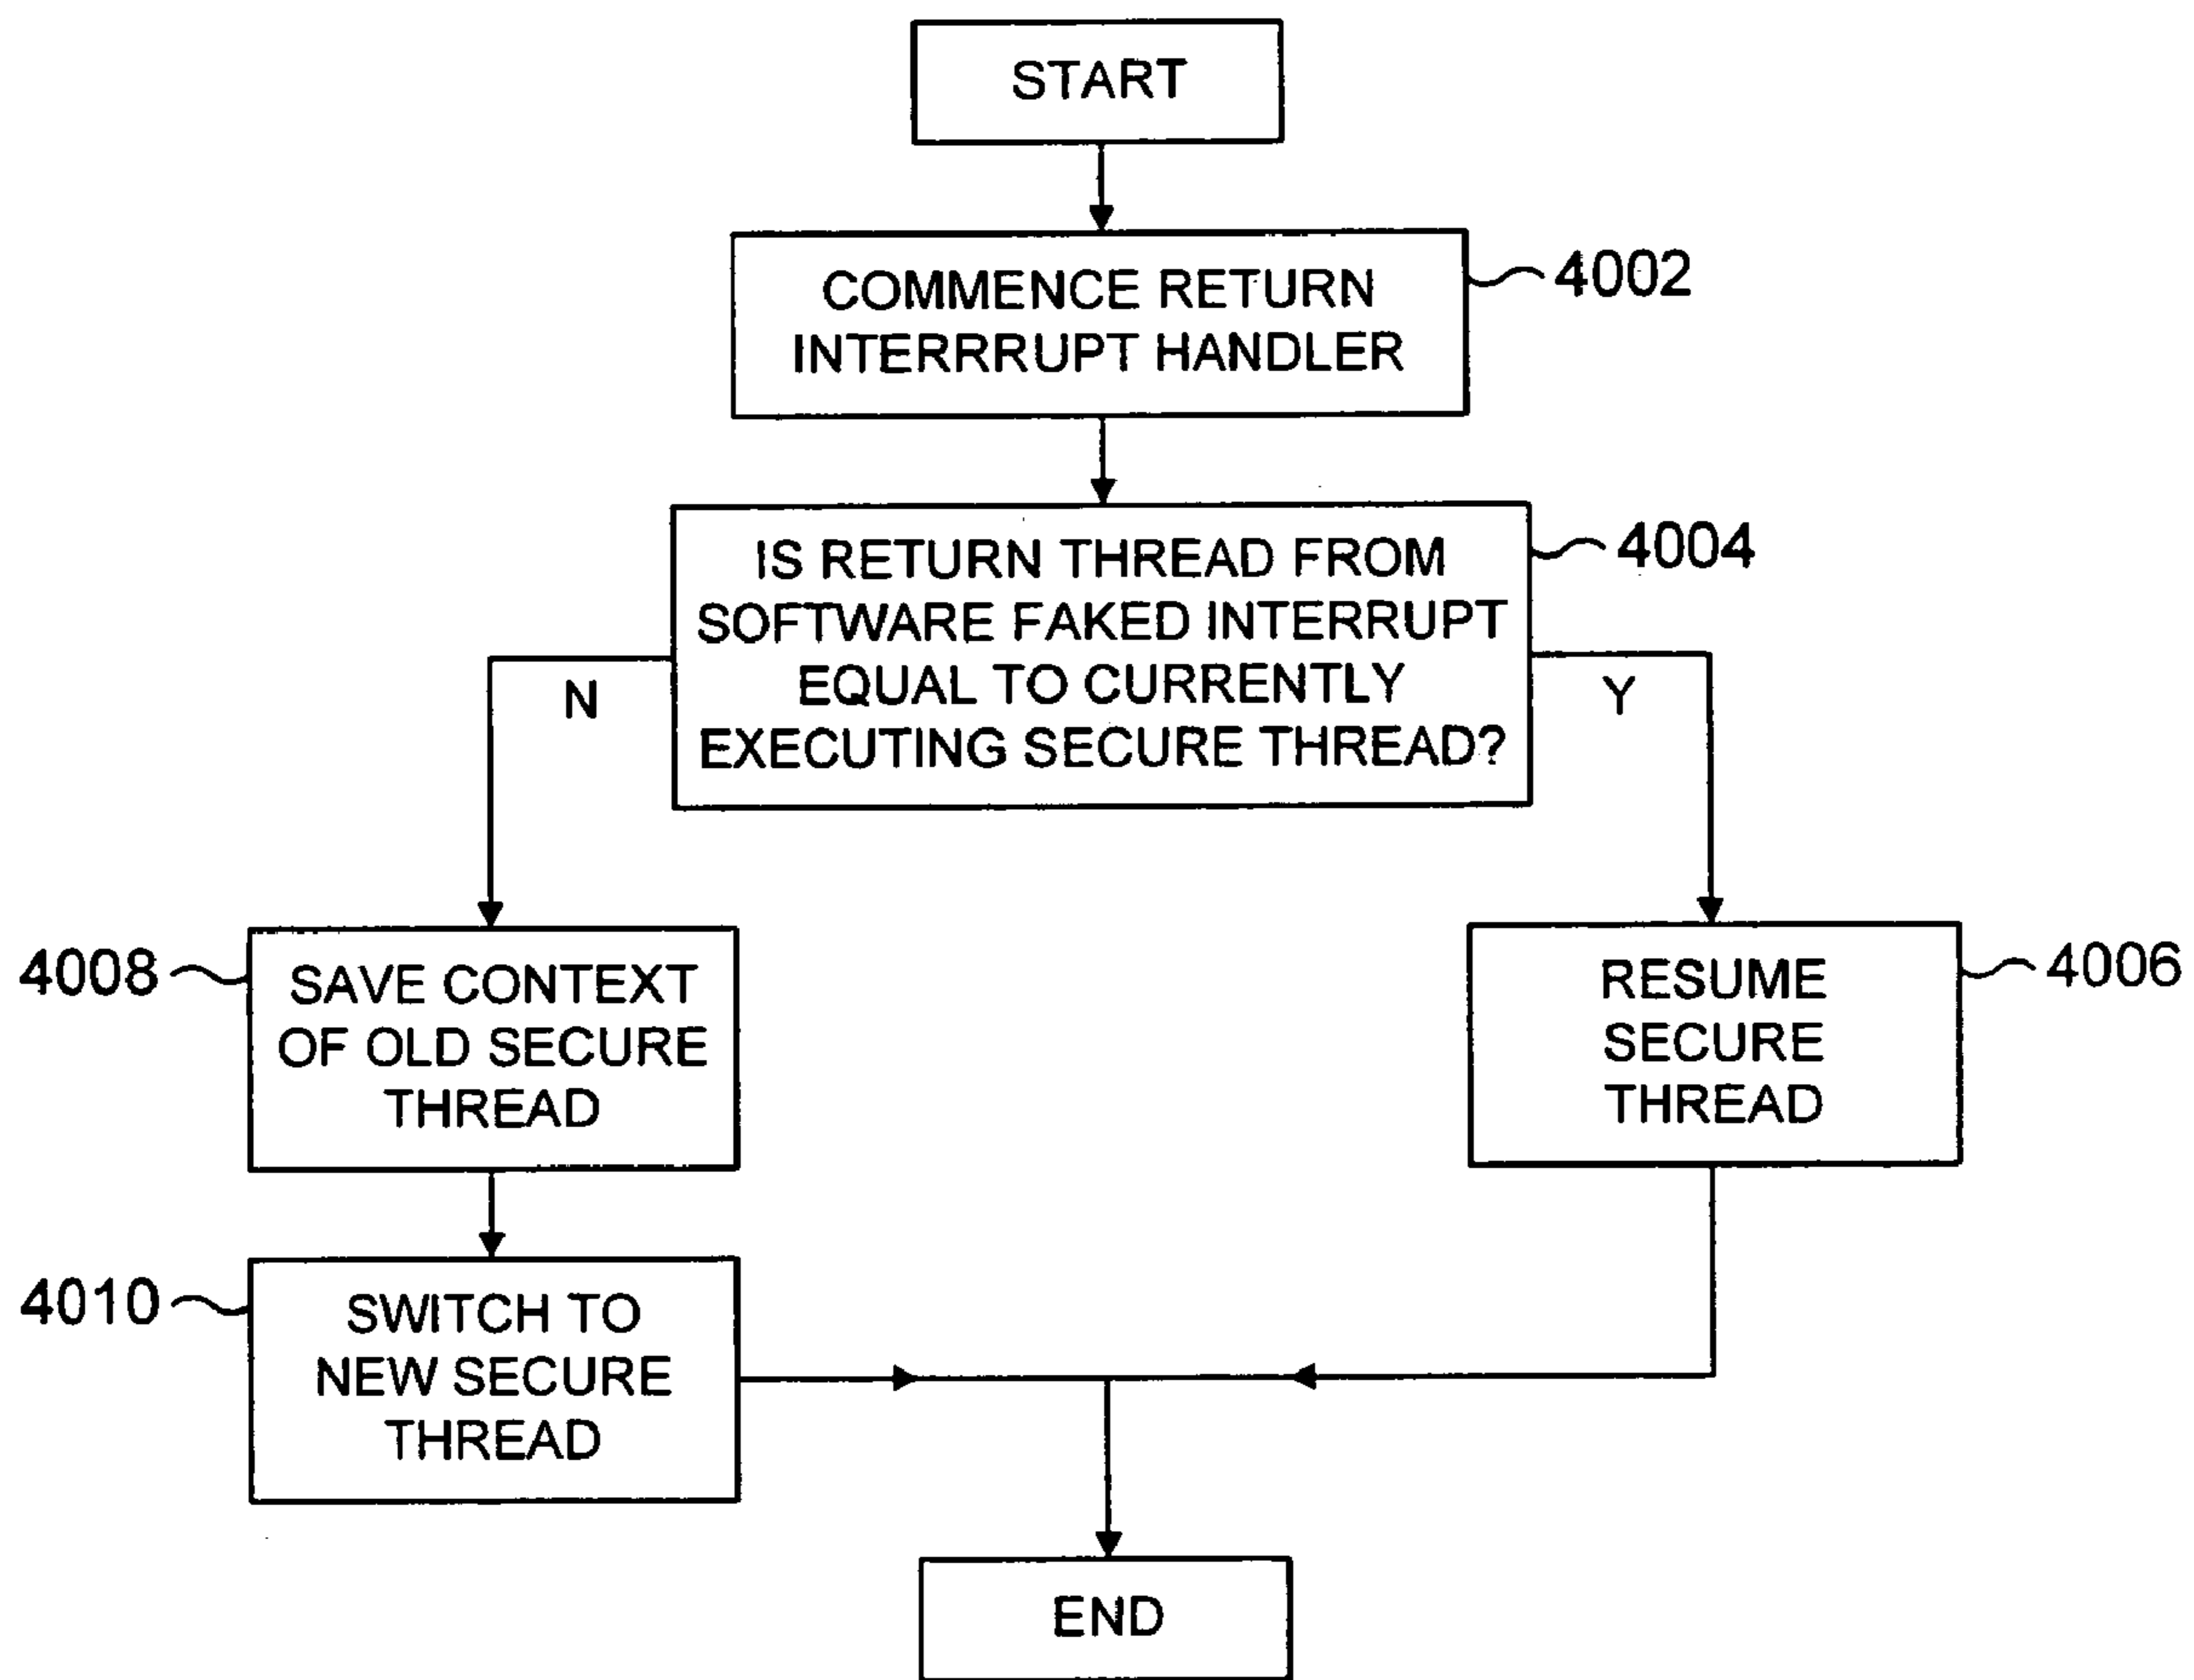 START
COMMENCE RETURN
INTERRRUPT HANDLER
4002
IS RETURN THREAD FROM
SOFTWARE FAKED INTERRUPT
EQUAL TO CURRENTLY
EXECUTING SECURE THREAD?
4004
N
Y
4008
SAVE CONTEXT
OF OLD SECURE
THREAD
RESUME
SECURE
THREAD
4006
4010
SWITCH TO
NEW SECURE
THREAD
END